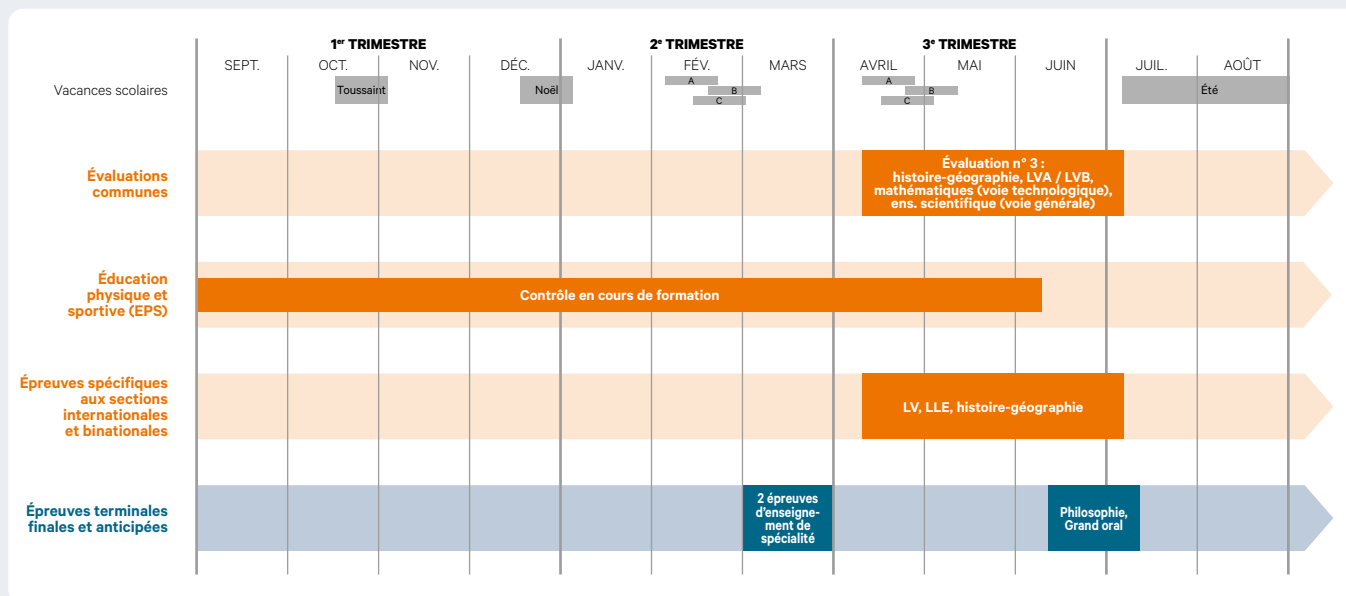 1er TRIMESTRE
2e TRIMESTRE
3e TRIMESTRE
SEPT.
OCT.
NOV.
DÉC.
JANV.
FÉV.
MARS
AVRIL
MAI
JUIN
JUIL.
AOÛT
Vacances scolaires
Toussaint
Noël
A
B
C
A
B
C
Été
Évaluations
communes
Évaluation n° 3 :
histoire-géographie, LVA / LVB,
mathématiques (voie technologique),
ens. scientifique (voie générale)
Éducation
physique et
sportive (EPS)
Contrôle en cours de formation
Épreuves spécifiques
aux sections
internationales
et binationales
LV, LLE, histoire-géographie
Épreuves terminales
finales et anticipées
2 épreuves
d'enseigne-
ment de
spécialité
Philosophie,
Grand oral